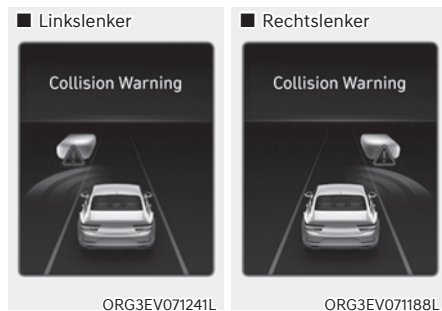 ■ Linkslenker
Collision Warning
ORG3EV071241L
■ Rechtslenker
Collision Warning
ORG3EV071188L